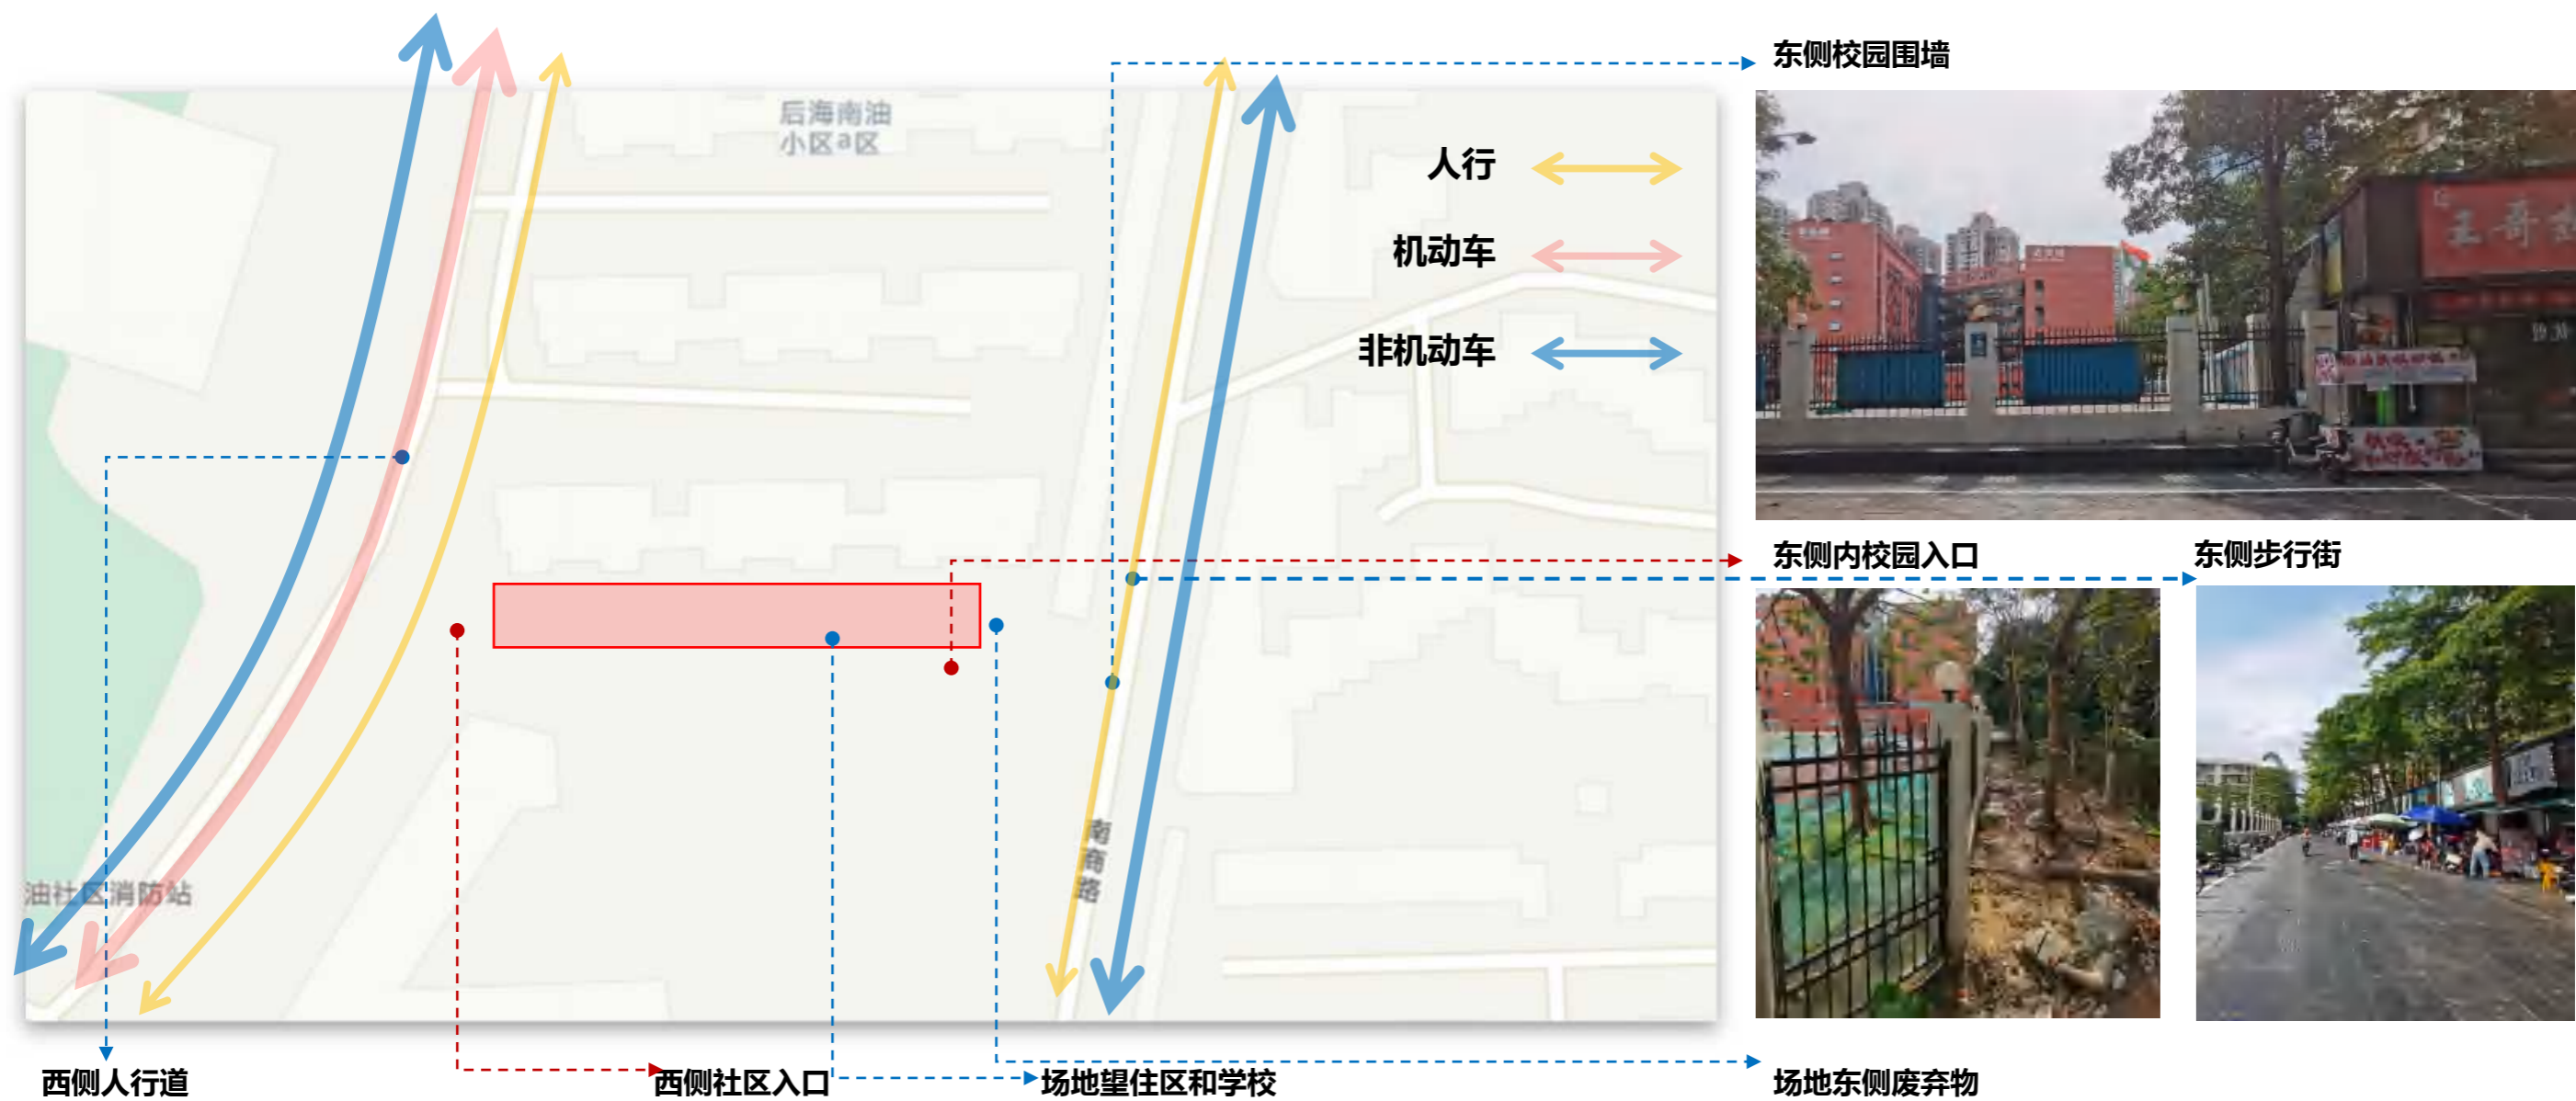 东侧校园围墙
后海南油
小区a区
人行
机动车
非机动车
东侧内校园入口
东侧步行街
南商路
油社区消防站
西侧人行道
西侧社区入口
场地望住区和学校
场地东侧废弃物